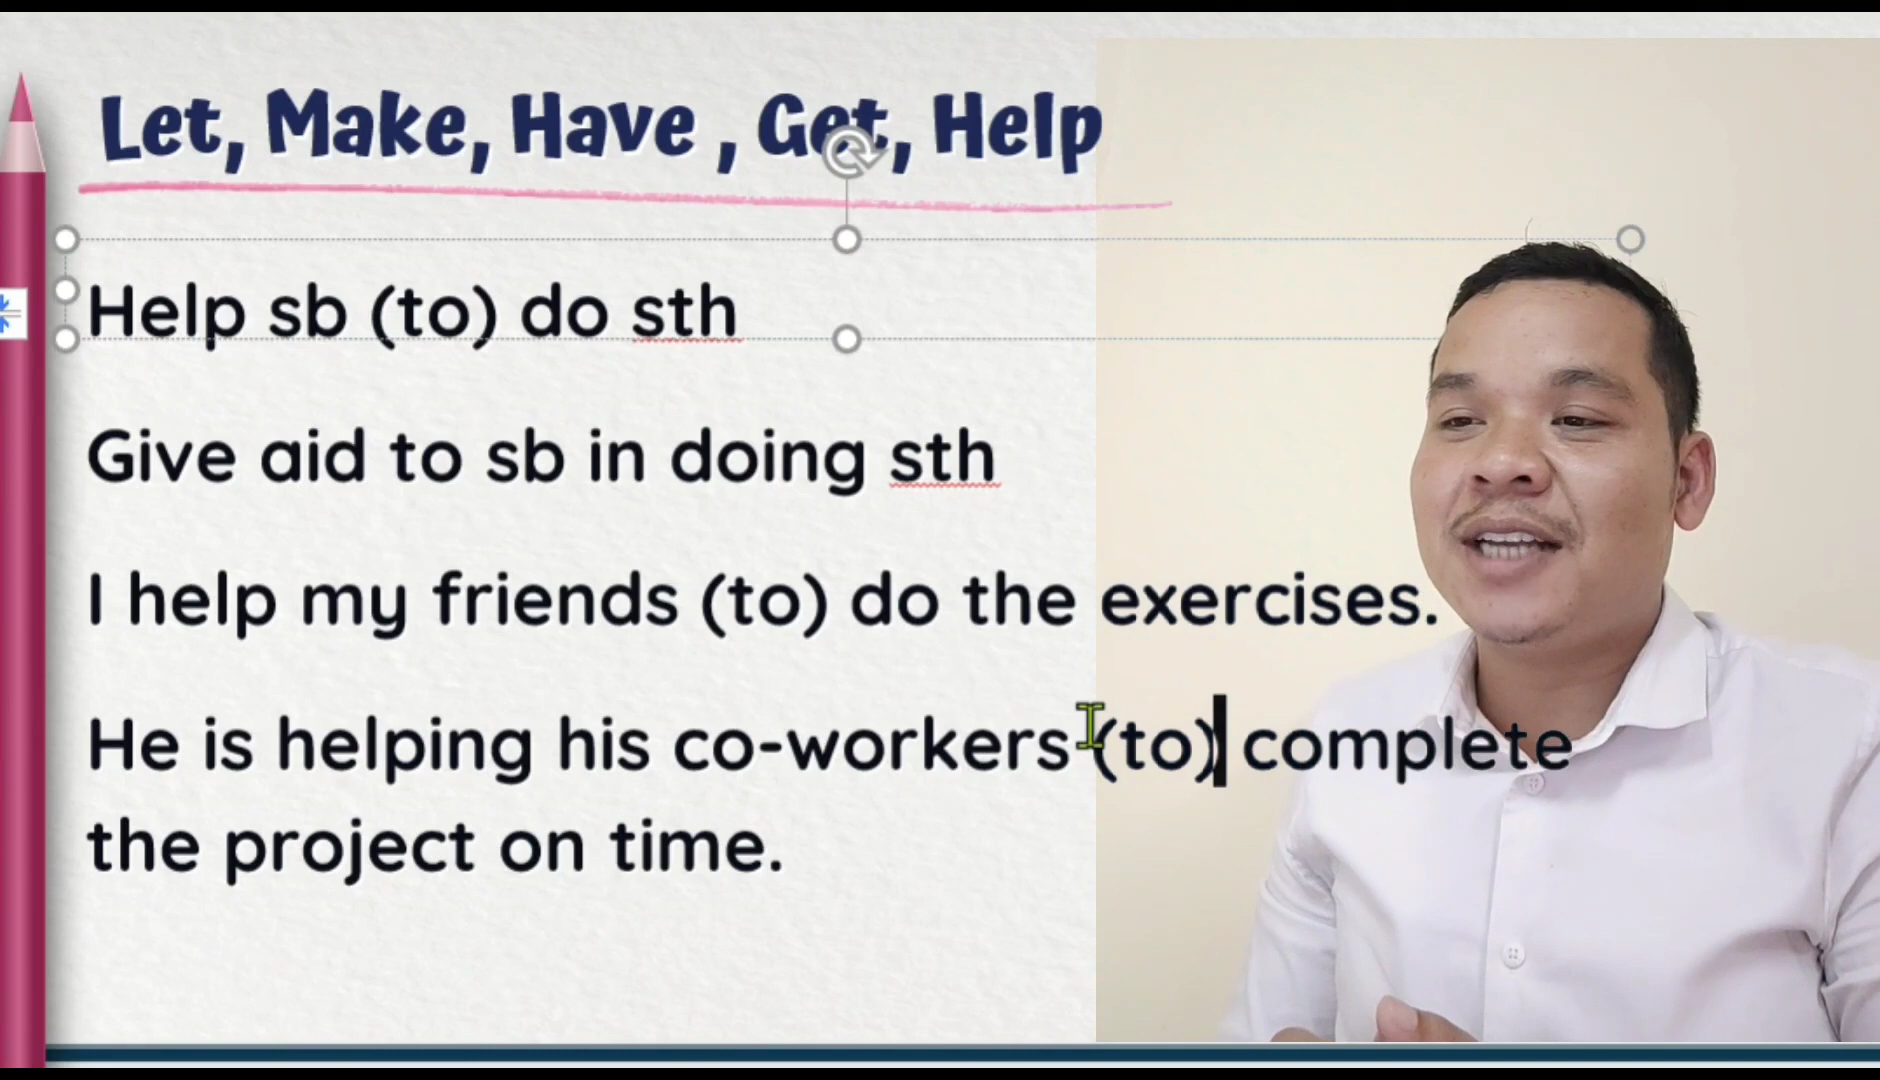 Let, Make, Have , Get, Help
Help sb (to) do sth
Give aid to sb in doing sth
I help my friends (to) do the exercises.
He is helping his co-workers (to) complete
the project on time.